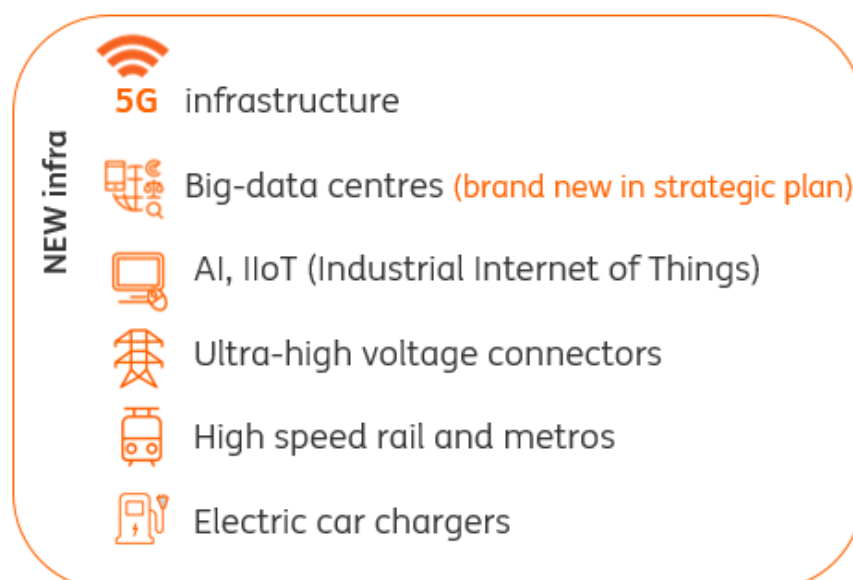 NEW infra
5G infrastructure
Big-data centres (brand new in strategic plan)
AI, IIoT (Industrial Internet of Things)
Ultra-high voltage connectors
High speed rail and metros
Electric car chargers